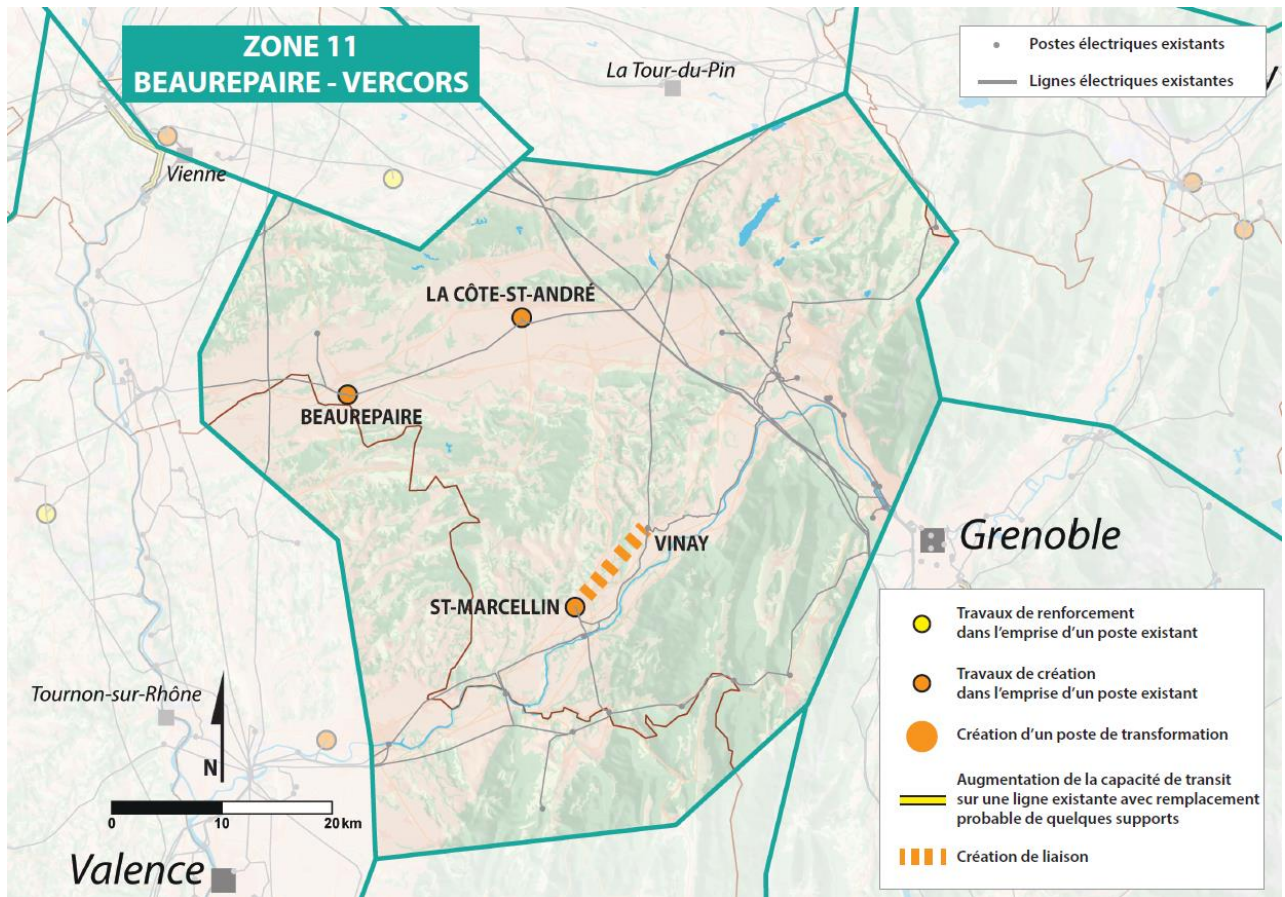 ZONE 11
BEAUREPAIRE - VERCORS
La Tour-du-Pin
Postes électriques existants
Lignes électriques existantes
Vienne
LA CÔTE-ST-ANDRÉ
BEAUREPAIRE
VINAY
Grenoble
ST-MARCELLIN
Tournon-sur-Rhône
N
0 10 20 km
Valence
Travaux de renforcement
dans l'emprise d'un poste existant
Travaux de création
dans l'emprise d'un poste existant
Création d'un poste de transformation
Augmentation de la capacité de transit
sur une ligne existante avec remplacement
probable de quelques supports
Création de liaison